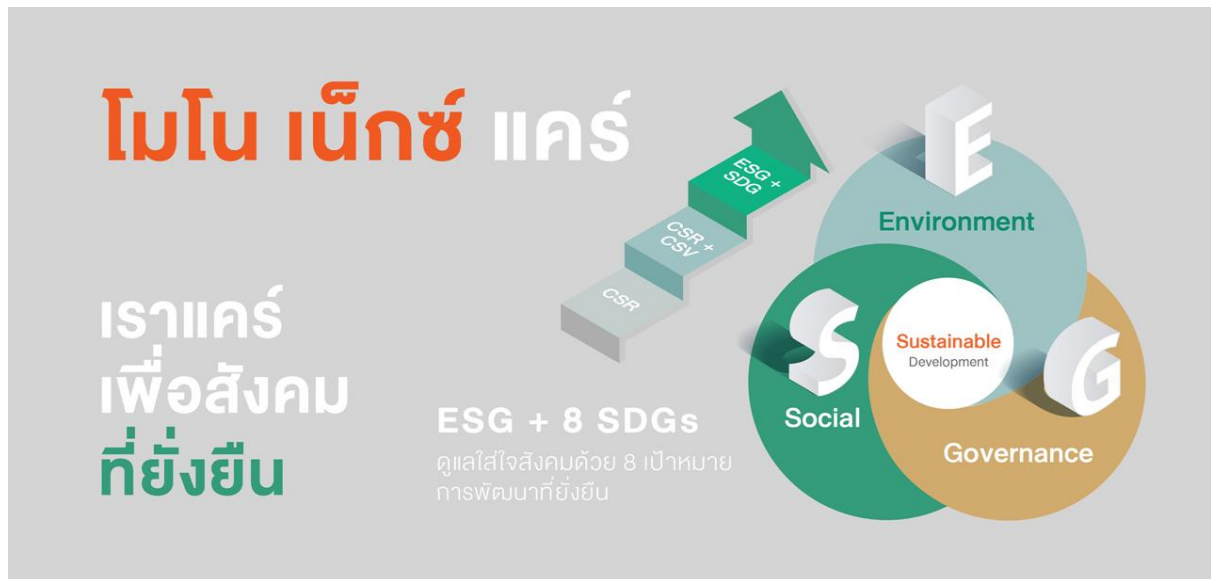 โมโน เน็กซ์ แคร์
เราแคร์
เพื่อสังคม
ที่ยั่งยืน
ESG + 8 SDGs
ดูแลใส่ใจสังคมด้วย 8 เป้าหมาย
การพัฒนาที่ยั่งยืน
ESG +
SDG
CSR +
CSV
CSR
E
Environment
S
Social
Sustainable
Development
G
Governance